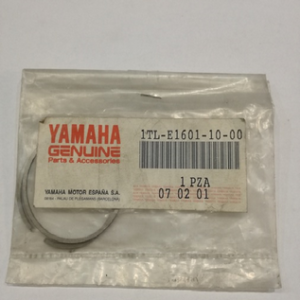 YAMAHA
GENUINE
Parts & Accessories
YAMAHA MOTOR ESPAÑA S.A.
1TL-E1601-10-00
1 PZA
07 02 01